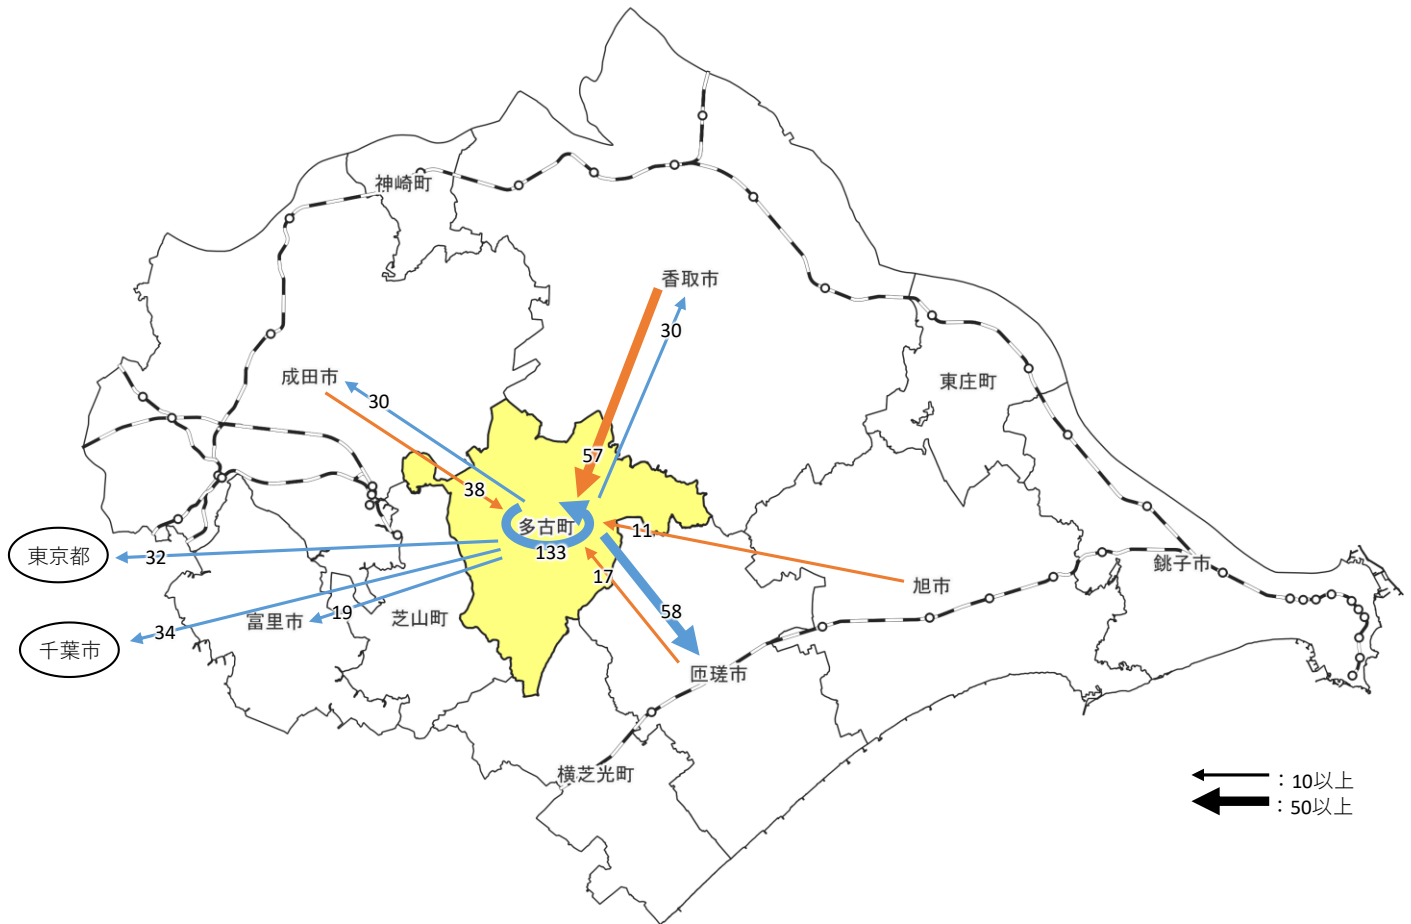 神崎町
香取市
30
成田市
30
東庄町
57
38
多古町
133
11
東京都
32
銚子市
17
旭市
58
19
富里市
芝山町
34
千葉市
匝瑳市
横芝光町
：10以上
：50以上